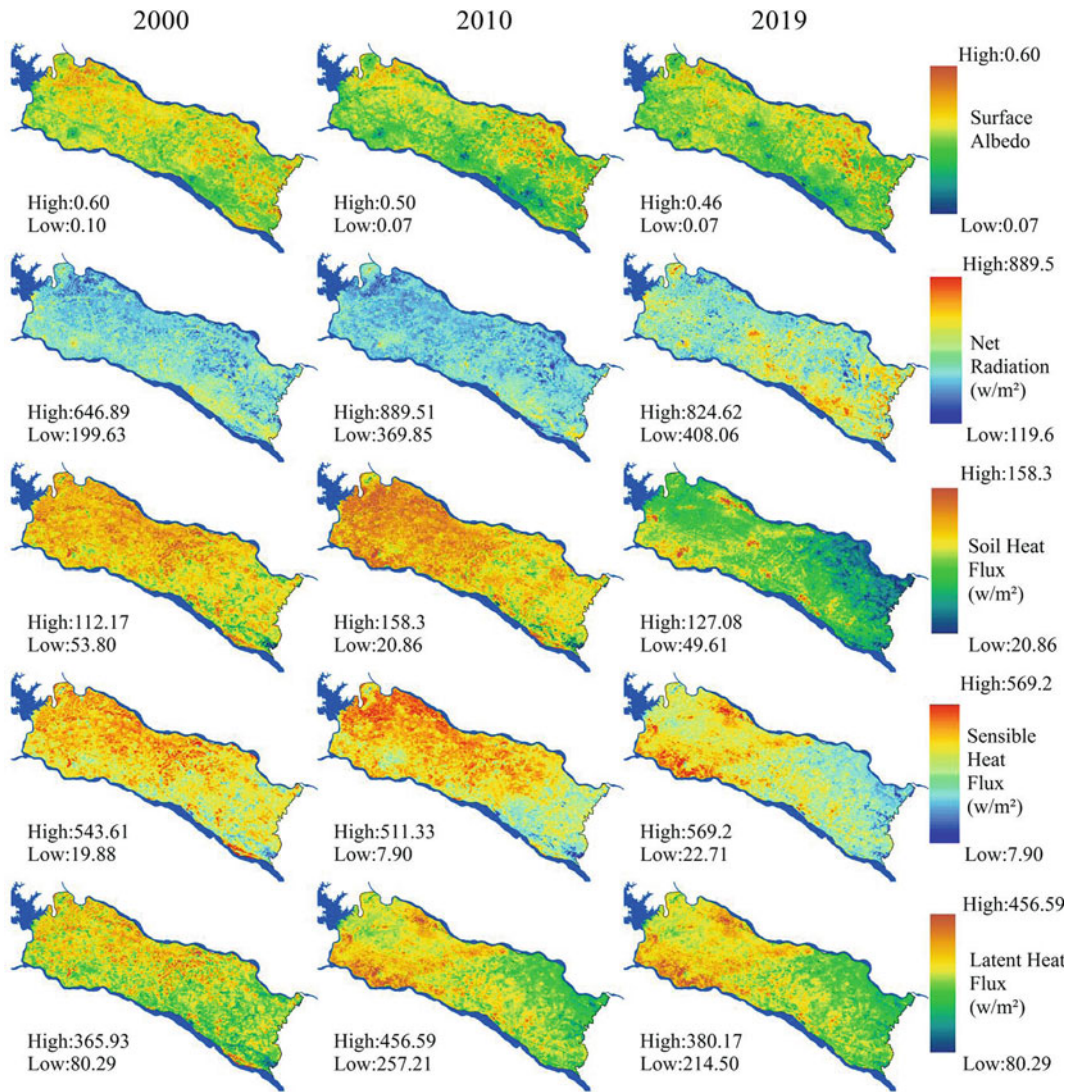 2000
2010
2019
High:0.60
Low:0.10
High:0.50
Low:0.07
High:0.46
Low:0.07
High:0.60
Surface
Albedo
Low:0.07
High:646.89
Low:199.63
High:889.51
Low:369.85
High:824.62
Low:408.06
High:889.5
Net
Radiation
(w/m²)
Low:119.6
High:112.17
Low:53.80
High:158.3
Low:20.86
High:127.08
Low:49.61
High:158.3
Soil Heat
Flux
(w/m²)
Low:20.86
High:543.61
Low:19.88
High:511.33
Low:7.90
High:569.2
Low:22.71
High:569.2
Sensible
Heat
Flux
(w/m²)
Low:7.90
High:365.93
Low:80.29
High:456.59
Low:257.21
High:380.17
Low:214.50
High:456.59
Latent Heat
Flux
(w/m²)
Low:80.29